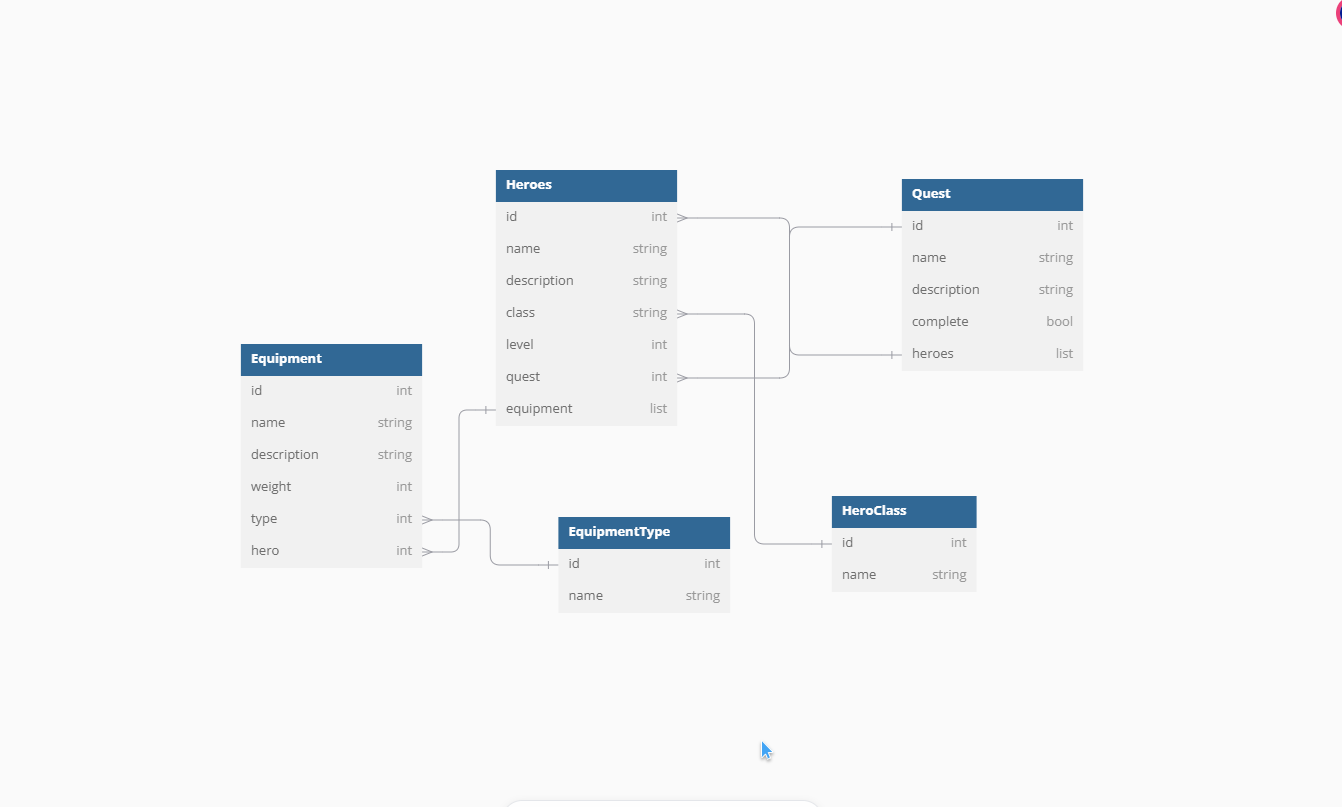 Heroes
id int
name string
description string
class string
level int
quest int
equipment list
Quest
id int
name string
description string
complete bool
heroes list
Equipment
id int
name string
description string
weight int
type int
hero int
EquipmentType
id int
name string
HeroClass
id int
name string